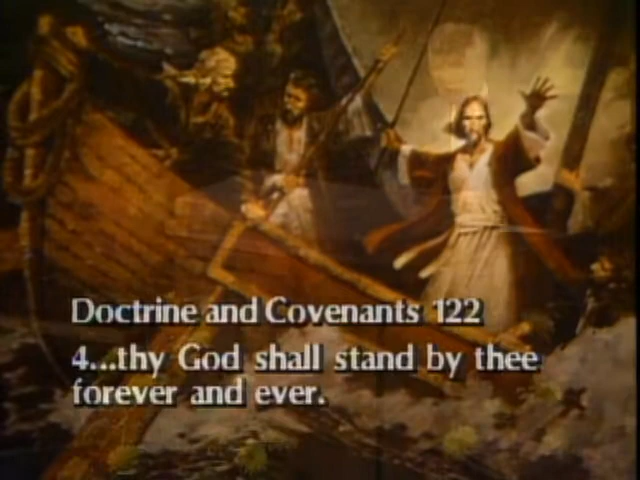 Doctrine and Covenants 122
4...thy God shall stand by thee
forever and ever.